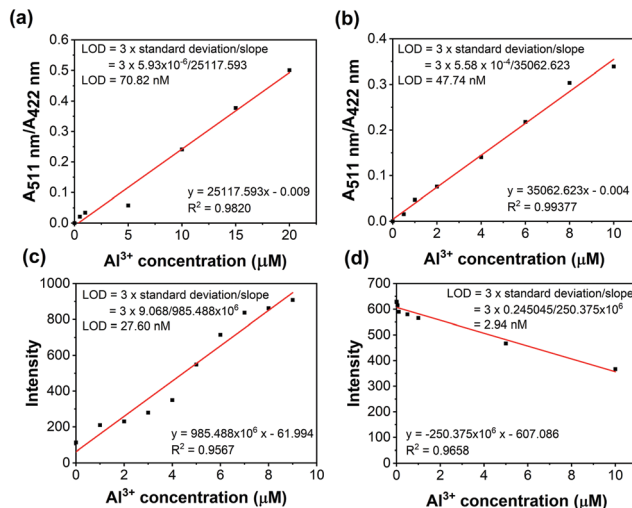 (a)
LOD = 3 x standard deviation/slope
= 3 x 5.93x10⁻⁶/25117.593
LOD = 70.82 nM
y = 25117.593x - 0.009
R² = 0.9820
A511 nm/A422 nm
0.6
0.5
0.4
0.3
0.2
0.1
0.0
0 5 10 15 20
Al³⁺ concentration (μM)
(b)
LOD = 3 x standard deviation/slope
= 3 x 5.58 x 10⁻⁴/35062.623
LOD = 47.74 nM
y = 35062.623x - 0.004
R² = 0.99377
A511 nm/A422 nm
0.4
0.3
0.2
0.1
0.0
0 2 4 6 8 10
Al³⁺ concentration (μM)
(c)
LOD = 3 x standard deviation/slope
= 3 x 9.068/985.488x10⁶
LOD = 27.60 nM
y = 985.488x10⁶ x - 61.994
R² = 0.9567
Intensity
1000
800
600
400
200
0
0 2 4 6 8 10
Al³⁺ concentration (μM)
(d)
LOD = 3 x standard deviation/slope
= 3 x 0.245045/250.375x10⁶
= 2.94 nM
y = -250.375x10⁶ x - 607.086
R² = 0.9658
Intensity
700
600
500
400
300
200
100
0
0 2 4 6 8 10
Al³⁺ concentration (μM)